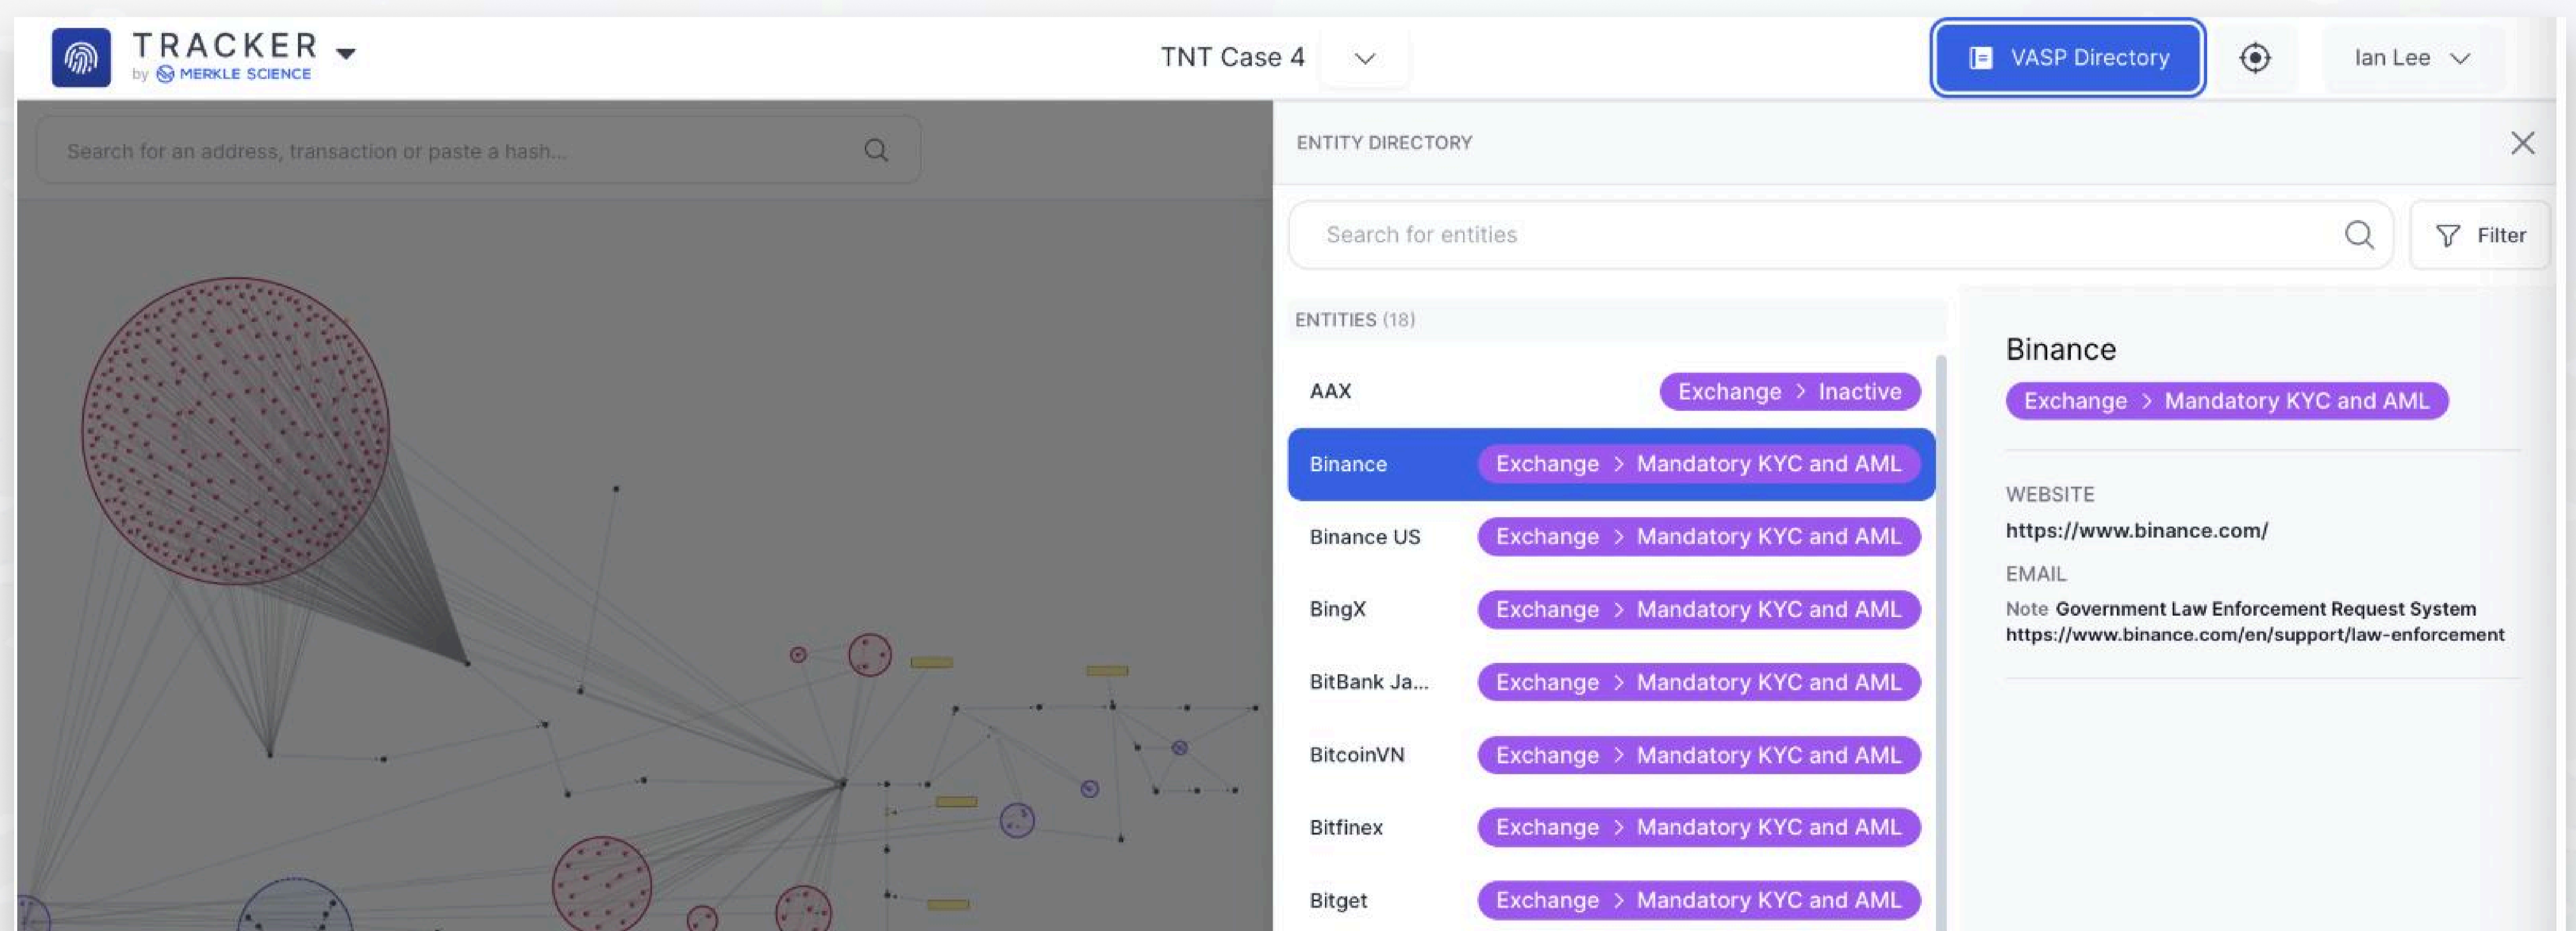 TRACKER
by MERKLE SCIENCE
TNT Case 4
VASP Directory
Ian Lee
Search for an address, transaction or paste a hash...
ENTITY DIRECTORY
Search for entities
Filter
ENTITIES (18)
AAX Exchange > Inactive
Binance Exchange > Mandatory KYC and AML
Binance US Exchange > Mandatory KYC and AML
BingX Exchange > Mandatory KYC and AML
BitBank Ja... Exchange > Mandatory KYC and AML
BitcoinVN Exchange > Mandatory KYC and AML
Bitfinex Exchange > Mandatory KYC and AML
Bitget Exchange > Mandatory KYC and AML
Binance
Exchange > Mandatory KYC and AML
WEBSITE
https://www.binance.com/
EMAIL
Note Government Law Enforcement Request System
https://www.binance.com/en/support/law-enforcement